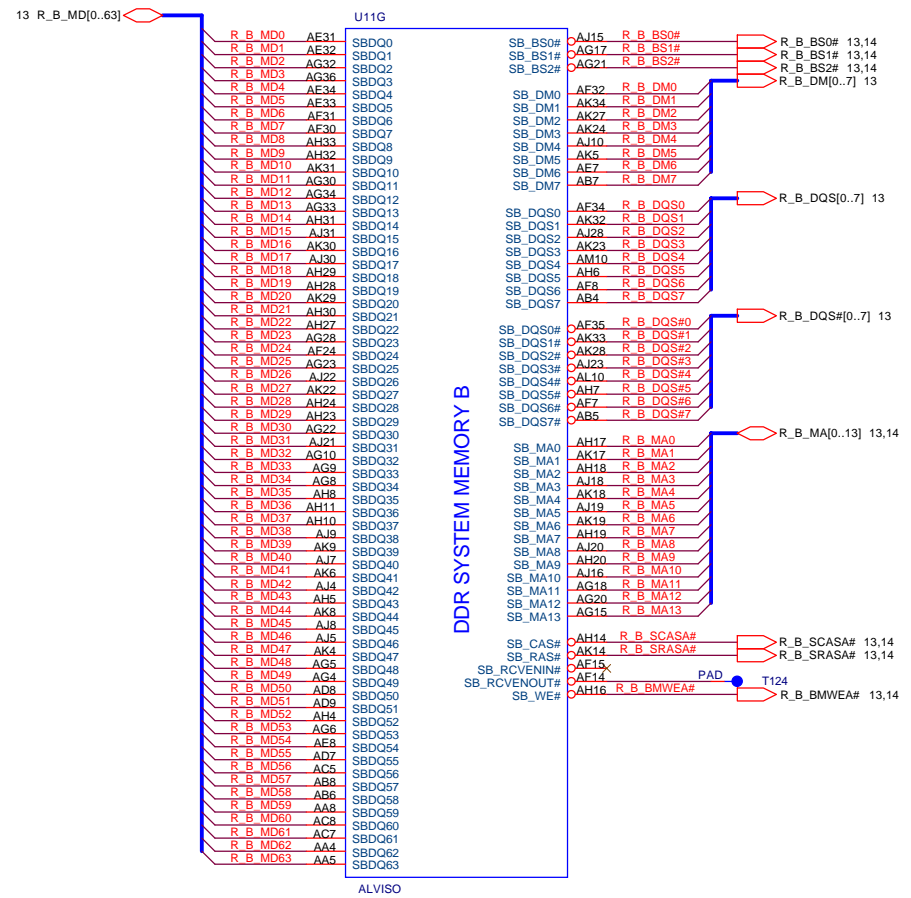 13 R_B_MD[0..63]
U11G
R_B_MD0 AE31 SBDQ0
R_B_MD1 AE32 SBDQ1
R_B_MD2 AG32 SBDQ2
R_B_MD3 AG36 SBDQ3
R_B_MD4 AE34 SBDQ4
R_B_MD5 AE33 SBDQ5
R_B_MD6 AF31 SBDQ6
R_B_MD7 AF30 SBDQ7
R_B_MD8 AH33 SBDQ8
R_B_MD9 AH32 SBDQ9
R_B_MD10 AK31 SBDQ10
R_B_MD11 AG30 SBDQ11
R_B_MD12 AG34 SBDQ12
R_B_MD13 AG33 SBDQ13
R_B_MD14 AH31 SBDQ14
R_B_MD15 AJ31 SBDQ15
R_B_MD16 AK30 SBDQ16
R_B_MD17 AJ30 SBDQ17
R_B_MD18 AH29 SBDQ18
R_B_MD19 AH28 SBDQ19
R_B_MD20 AK29 SBDQ20
R_B_MD21 AH30 SBDQ21
R_B_MD22 AH27 SBDQ22
R_B_MD23 AG28 SBDQ23
R_B_MD24 AF24 SBDQ24
R_B_MD25 AG23 SBDQ25
R_B_MD26 AJ22 SBDQ26
R_B_MD27 AK22 SBDQ27
R_B_MD28 AH24 SBDQ28
R_B_MD29 AH23 SBDQ29
R_B_MD30 AG22 SBDQ30
R_B_MD31 AJ21 SBDQ31
R_B_MD32 AG10 SBDQ32
R_B_MD33 AG9 SBDQ33
R_B_MD34 AG8 SBDQ34
R_B_MD35 AH8 SBDQ35
R_B_MD36 AH11 SBDQ36
R_B_MD37 AH10 SBDQ37
R_B_MD38 AJ9 SBDQ38
R_B_MD39 AK9 SBDQ39
R_B_MD40 AJ7 SBDQ40
R_B_MD41 AK6 SBDQ41
R_B_MD42 AJ4 SBDQ42
R_B_MD43 AH5 SBDQ43
R_B_MD44 AK8 SBDQ44
R_B_MD45 AJ8 SBDQ45
R_B_MD46 AJ5 SBDQ46
R_B_MD47 AK4 SBDQ47
R_B_MD48 AG5 SBDQ48
R_B_MD49 AG4 SBDQ49
R_B_MD50 AD8 SBDQ50
R_B_MD51 AD9 SBDQ51
R_B_MD52 AH4 SBDQ52
R_B_MD53 AG6 SBDQ53
R_B_MD54 AE8 SBDQ54
R_B_MD55 AD7 SBDQ55
R_B_MD56 AC5 SBDQ56
R_B_MD57 AB8 SBDQ57
R_B_MD58 AB6 SBDQ58
R_B_MD59 AA8 SBDQ59
R_B_MD60 AC8 SBDQ60
R_B_MD61 AC7 SBDQ61
R_B_MD62 AA4 SBDQ62
R_B_MD63 AA5 SBDQ63
DDR SYSTEM MEMORY B
SB_BS0# AJ15 R_B_BS0# R_B_BS0# 13,14
SB_BS1# AG17 R_B_BS1# R_B_BS1# 13,14
SB_BS2# AG21 R_B_BS2# R_B_BS2# 13,14
R_B_DM[0..7] 13
SB_DM0 AF32 R_B_DM0
SB_DM1 AK34 R_B_DM1
SB_DM2 AK27 R_B_DM2
SB_DM3 AK24 R_B_DM3
SB_DM4 AJ10 R_B_DM4
SB_DM5 AK5 R_B_DM5
SB_DM6 AE7 R_B_DM6
SB_DM7 AB7 R_B_DM7
R_B_DQS[0..7] 13
SB_DQS0 AF34 R_B_DQS0
SB_DQS1 AK32 R_B_DQS1
SB_DQS2 AJ28 R_B_DQS2
SB_DQS3 AK23 R_B_DQS3
SB_DQS4 AM10 R_B_DQS4
SB_DQS5 AH6 R_B_DQS5
SB_DQS6 AF8 R_B_DQS6
SB_DQS7 AB4 R_B_DQS7
R_B_DQS#[0..7] 13
SB_DQS0# AF35 R_B_DQS#0
SB_DQS1# AK33 R_B_DQS#1
SB_DQS2# AK28 R_B_DQS#2
SB_DQS3# AJ23 R_B_DQS#3
SB_DQS4# AL10 R_B_DQS#4
SB_DQS5# AH7 R_B_DQS#5
SB_DQS6# AF7 R_B_DQS#6
SB_DQS7# AB5 R_B_DQS#7
R_B_MA[0..13] 13,14
SB_MA0 AH17 R_B_MA0
SB_MA1 AK17 R_B_MA1
SB_MA2 AH18 R_B_MA2
SB_MA3 AJ18 R_B_MA3
SB_MA4 AK18 R_B_MA4
SB_MA5 AJ19 R_B_MA5
SB_MA6 AK19 R_B_MA6
SB_MA7 AH19 R_B_MA7
SB_MA8 AJ20 R_B_MA8
SB_MA9 AH20 R_B_MA9
SB_MA10 AJ16 R_B_MA10
SB_MA11 AG18 R_B_MA11
SB_MA12 AG20 R_B_MA12
SB_MA13 AG15 R_B_MA13
SB_CAS# AH14 R_B_SCASA# R_B_SCASA# 13,14
SB_RAS# AK14 R_B_SRASA# R_B_SRASA# 13,14
SB_RCVENIN# AF15
SB_RCVENOUT# AF14 PAD T124
SB_WE# AH16 R_B_BMWEA# R_B_BMWEA# 13,14
ALVISO